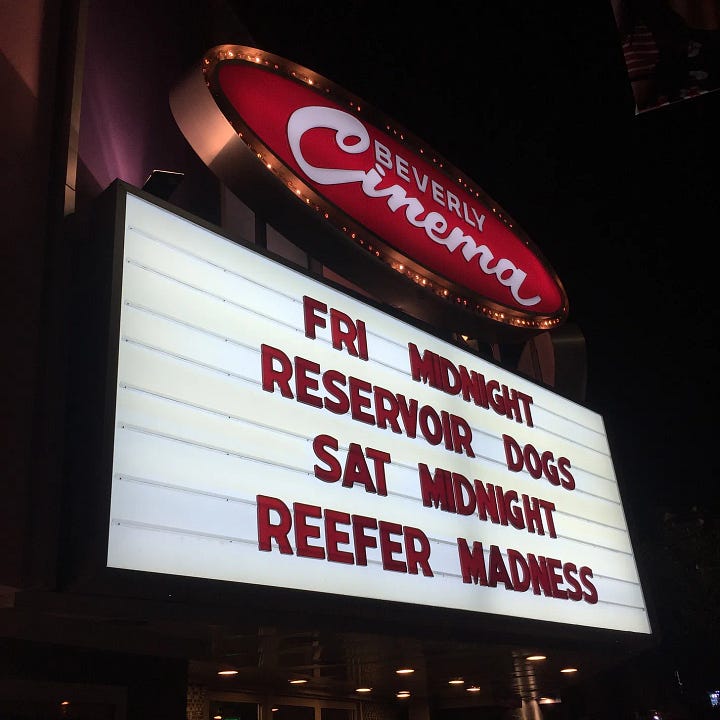 BEVERLY
Cinema
FRI MIDNIGHT
RESERVOIR DOGS
SAT MIDNIGHT
REEFER MADNESS